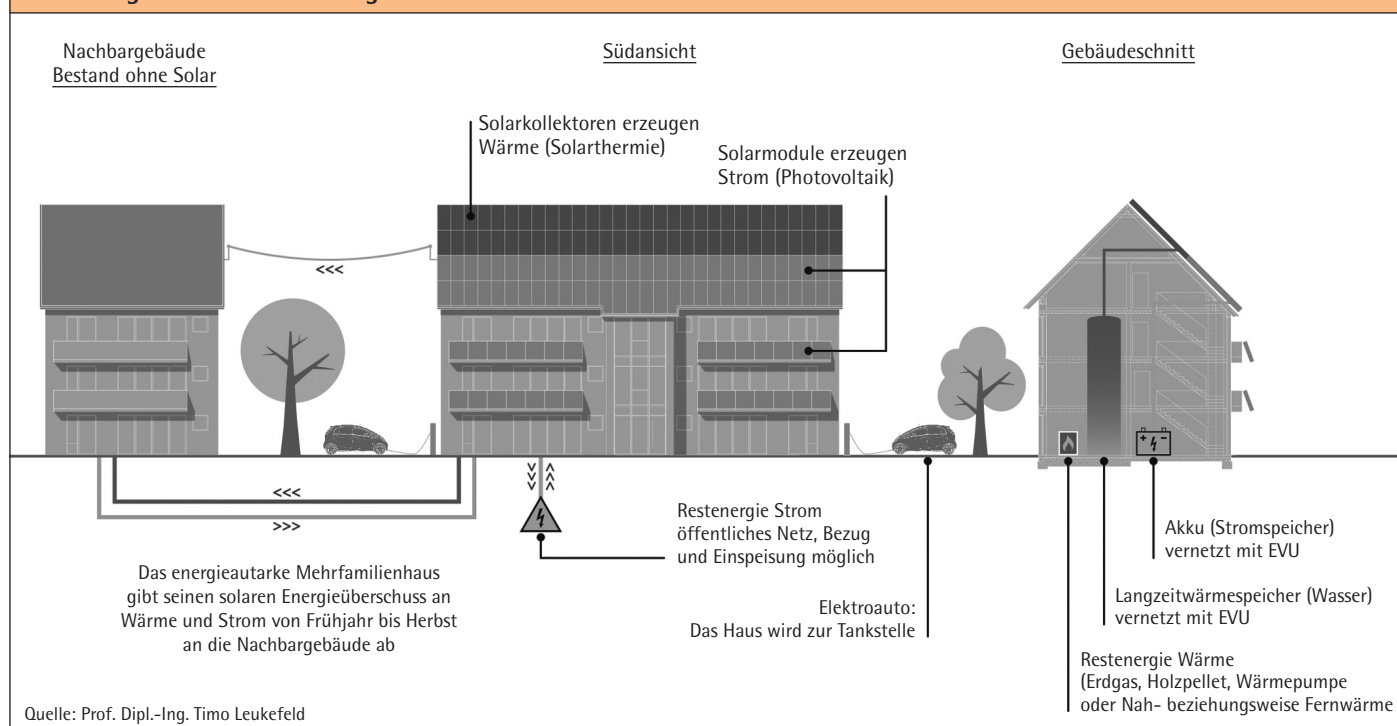 Nachbargebäude
Bestand ohne Solar
Südansicht
Gebäudeschnitt
Solarkollektoren erzeugen
Wärme (Solarthermie)
Solarmodule erzeugen
Strom (Photovoltaik)
<<<
<<<
>>>
<<<
>>>
+ -
Restenergie Strom
öffentliches Netz, Bezug
und Einspeisung möglich
Das energieautarke Mehrfamilienhaus
gibt seinen solaren Energieüberschuss an
Wärme und Strom von Frühjahr bis Herbst
an die Nachbargebäude ab
Elektroauto:
Das Haus wird zur Tankstelle
Akku (Stromspeicher)
vernetzt mit EVU
Langzeitwärmespeicher (Wasser)
vernetzt mit EVU
Restenergie Wärme
(Erdgas, Holzpellet, Wärmepumpe
oder Nah- beziehungsweise Fernwärme
Quelle: Prof. Dipl.-Ing. Timo Leukefeld